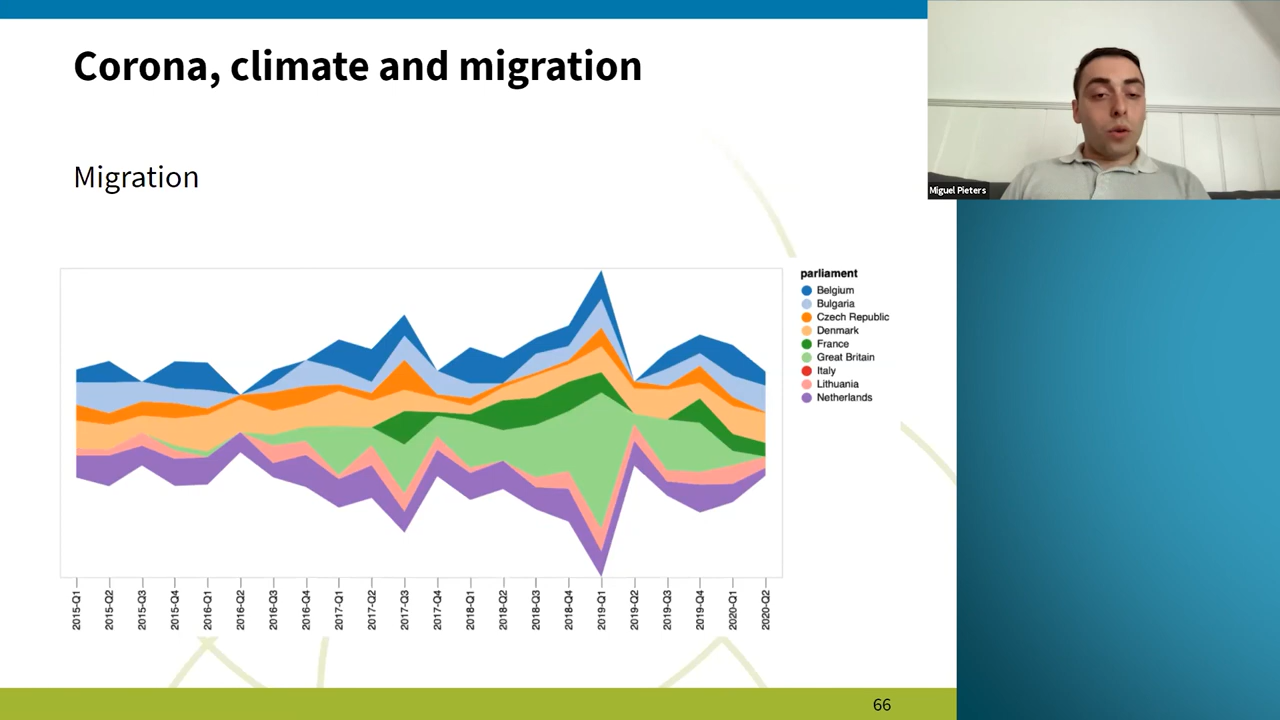 Corona, climate and migration
Miguel Pieters
Migration
parliament
Belgium
Bulgaria
Czech Republic
Denmark
France
Great Britain
Italy
Lithuania
Netherlands
2015-Q1
2015-Q2
2015-Q3
2015-Q4
2016-Q1
2016-Q2
2016-Q3
2016-Q4
2017-Q1
2017-Q2
2017-Q3
2017-Q4
2018-Q1
2018-Q2
2018-Q3
2018-Q4
2019-Q1
2019-Q2
2019-Q3
2019-Q4
2020-Q1
2020-Q2
66